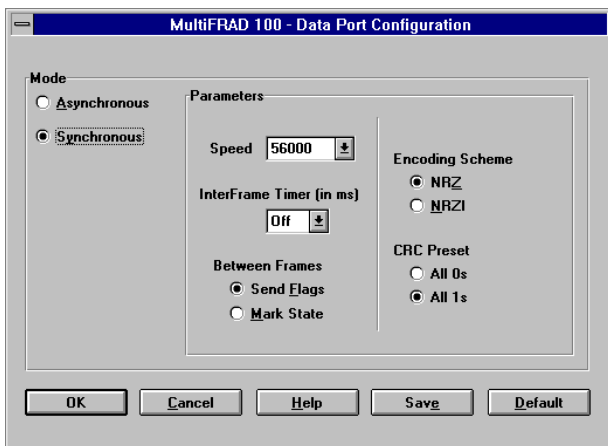 MultiFRAD 100 - Data Port Configuration
Mode
Asynchronous
Synchronous
Parameters
Speed 56000
InterFrame Timer (in ms)
Off
Between Frames
Send Flags
Mark State
Encoding Scheme
NRZ
NRZI
CRC Preset
All 0s
All 1s
OK Cancel Help Save Default